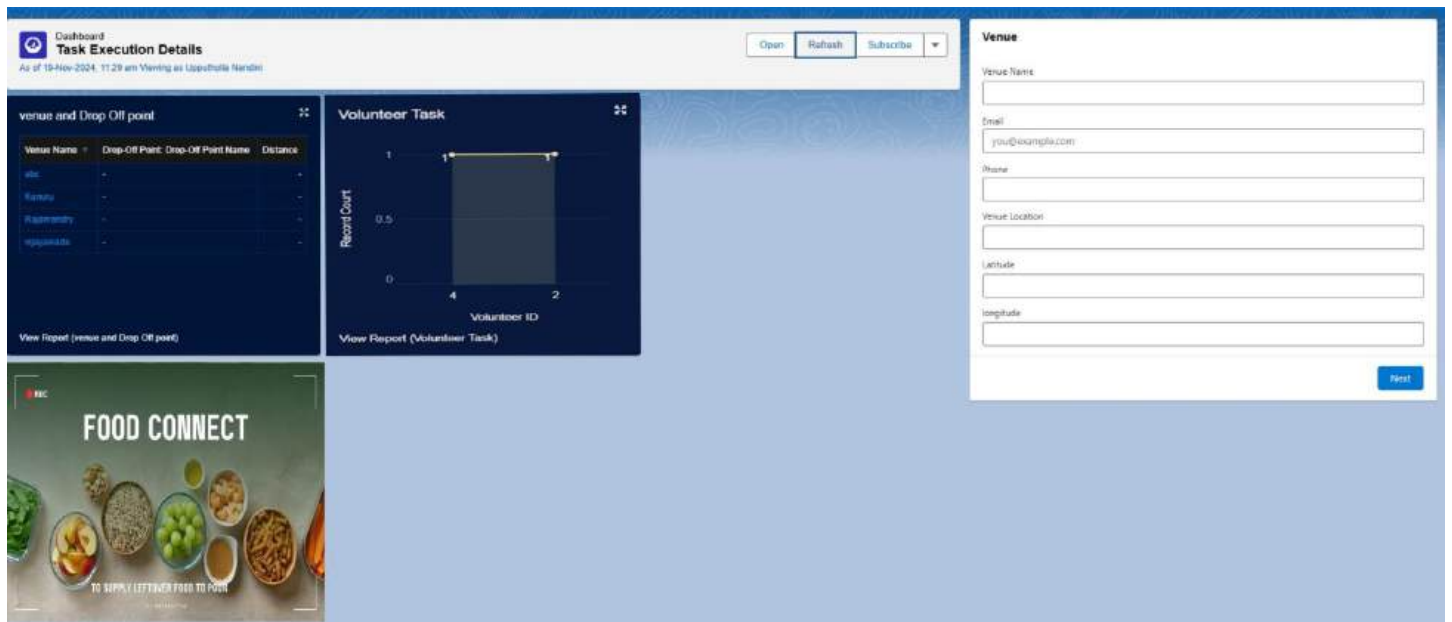 Dashboard
Task Execution Details
As of 19-Nov-2024, 11:29 am Viewing as Upputholla Nandini
Open
Refresh
Subscribe
venue and Drop Off point
Venue Name
Drop-Off Point: Drop-Off Point Name
Distance
abc
-
-
-
-
Rajamandry
-
-
-
-
View Report (venue and Drop Off point)
Volunteer Task
Record Count
1
0.5
0
1
1
4
2
Volunteer ID
View Report (Volunteer Task)
REC
FOOD CONNECT
TO SUPPLY LEFTOVER FOOD TO POOR
Venue
Venue Name
Email
you@example.com
Phone
Venue Location
Latitude
longitude
Next